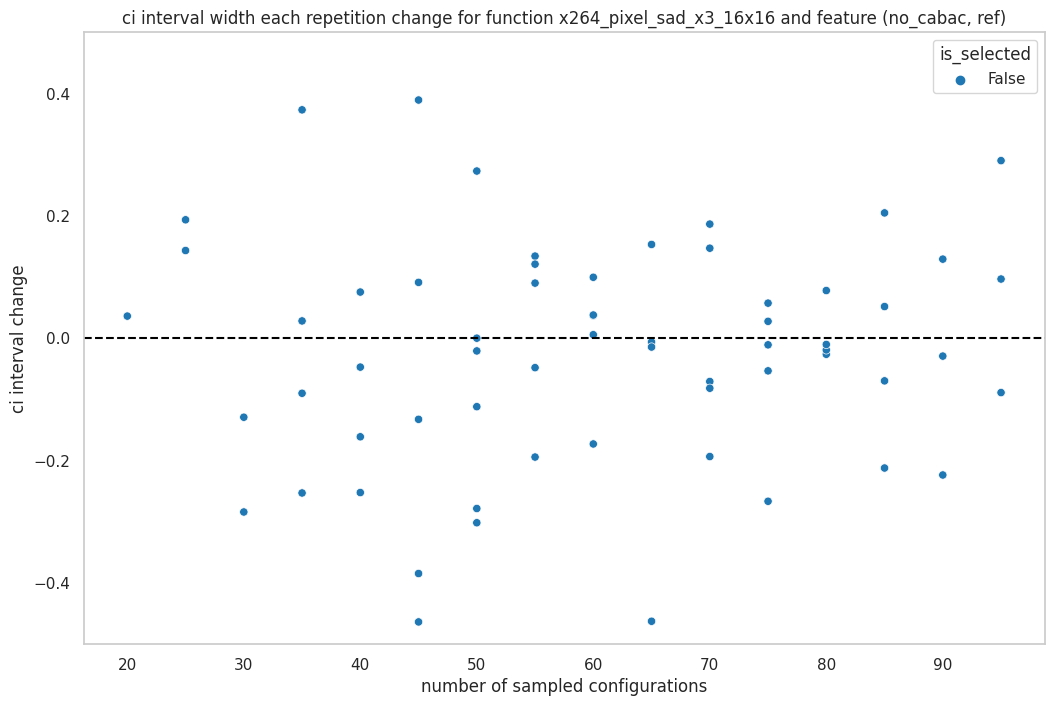 ci interval width each repetition change for function x264_pixel_sad_x3_16x16 and feature (no_cabac, ref)
is_selected
False
ci interval change
0.4
0.2
0.0
−0.2
−0.4
20 30 40 50 60 70 80 90
number of sampled configurations